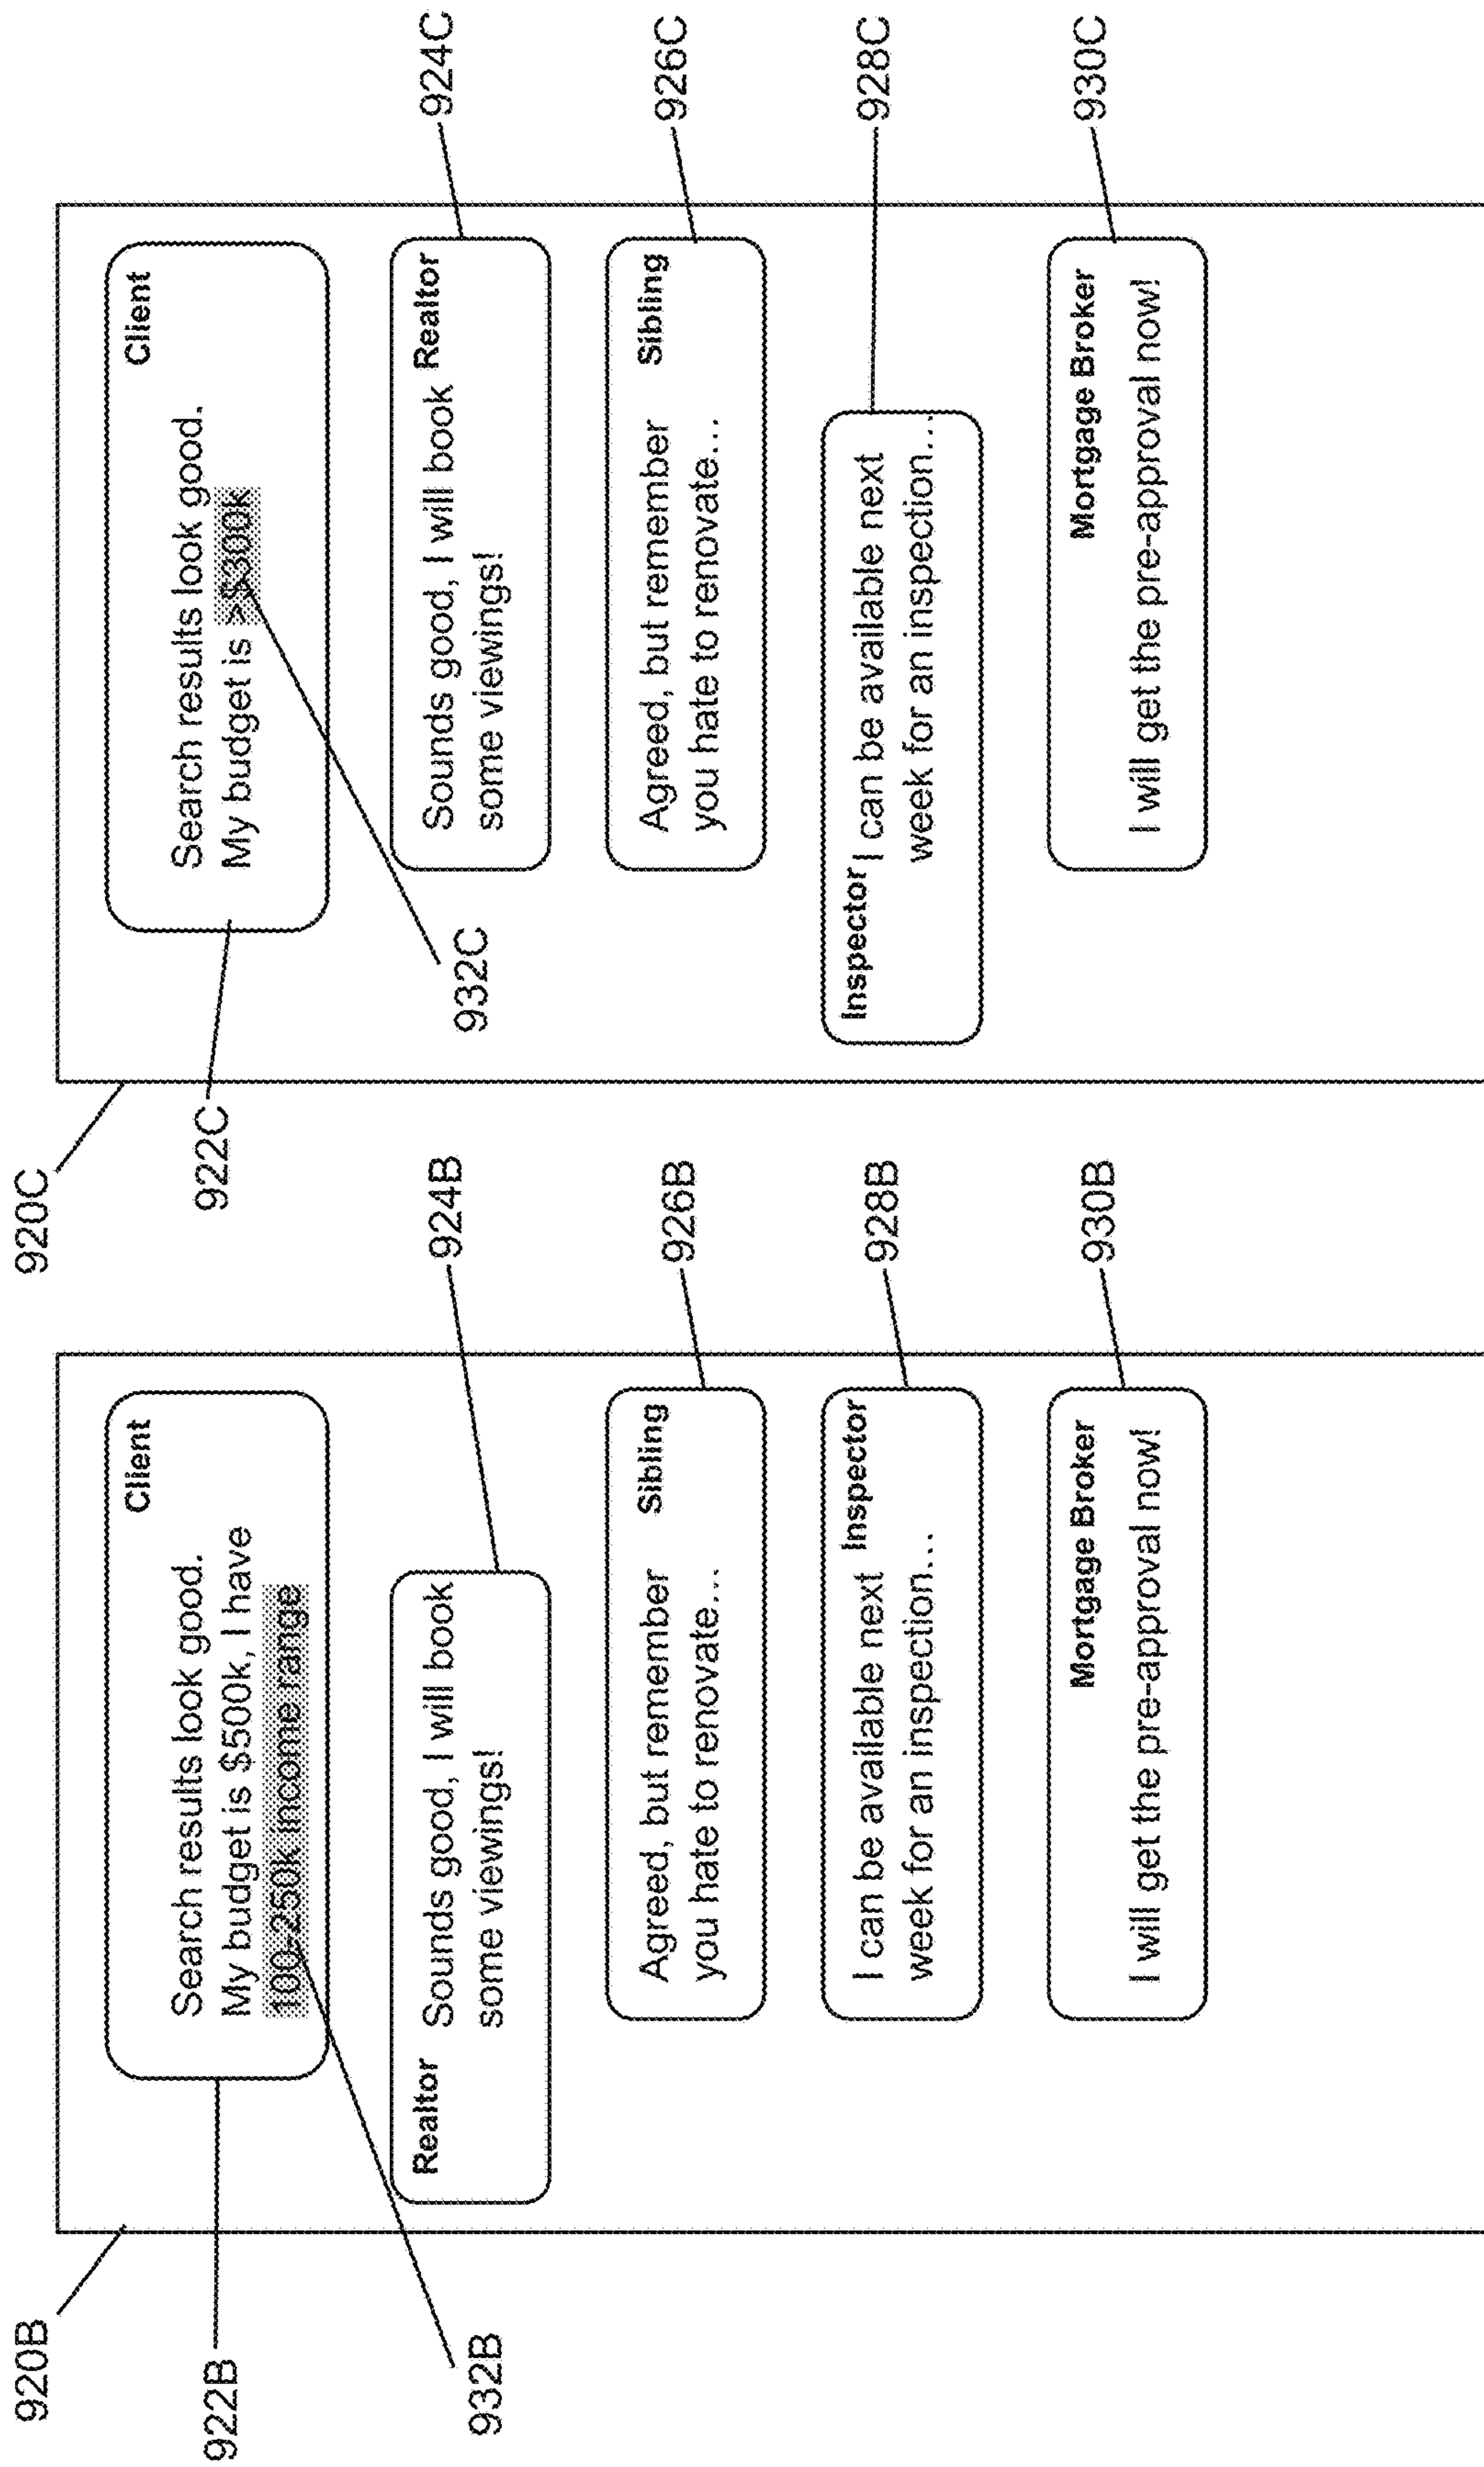 920B
922B
932B
Client
Search results look good.
My budget is $500k, I have
100-250k income range
Realtor
Sounds good, I will book
some viewings!
924B
Sibling
Agreed, but remember
you hate to renovate...
926B
Inspector
I can be available next
week for an inspection...
928B
Mortgage Broker
I will get the pre-approval now!
930B
920C
922C
932C
Client
Search results look good.
My budget is >$300k
Realtor
Sounds good, I will book
some viewings!
924C
Sibling
Agreed, but remember
you hate to renovate...
926C
Inspector
I can be available next
week for an inspection...
928C
Mortgage Broker
I will get the pre-approval now!
930C